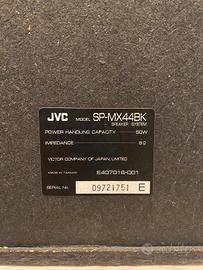 JVC MODEL SP-MX44BK
SPEAKER SYSTEM
POWER HANDLING CAPACITY 50W
IMPEDANCE 8Ω
VICTOR COMPANY OF JAPAN, LIMITED
MADE IN TAIWAN E407016-001
SERIAL No. 09721751 E
subito